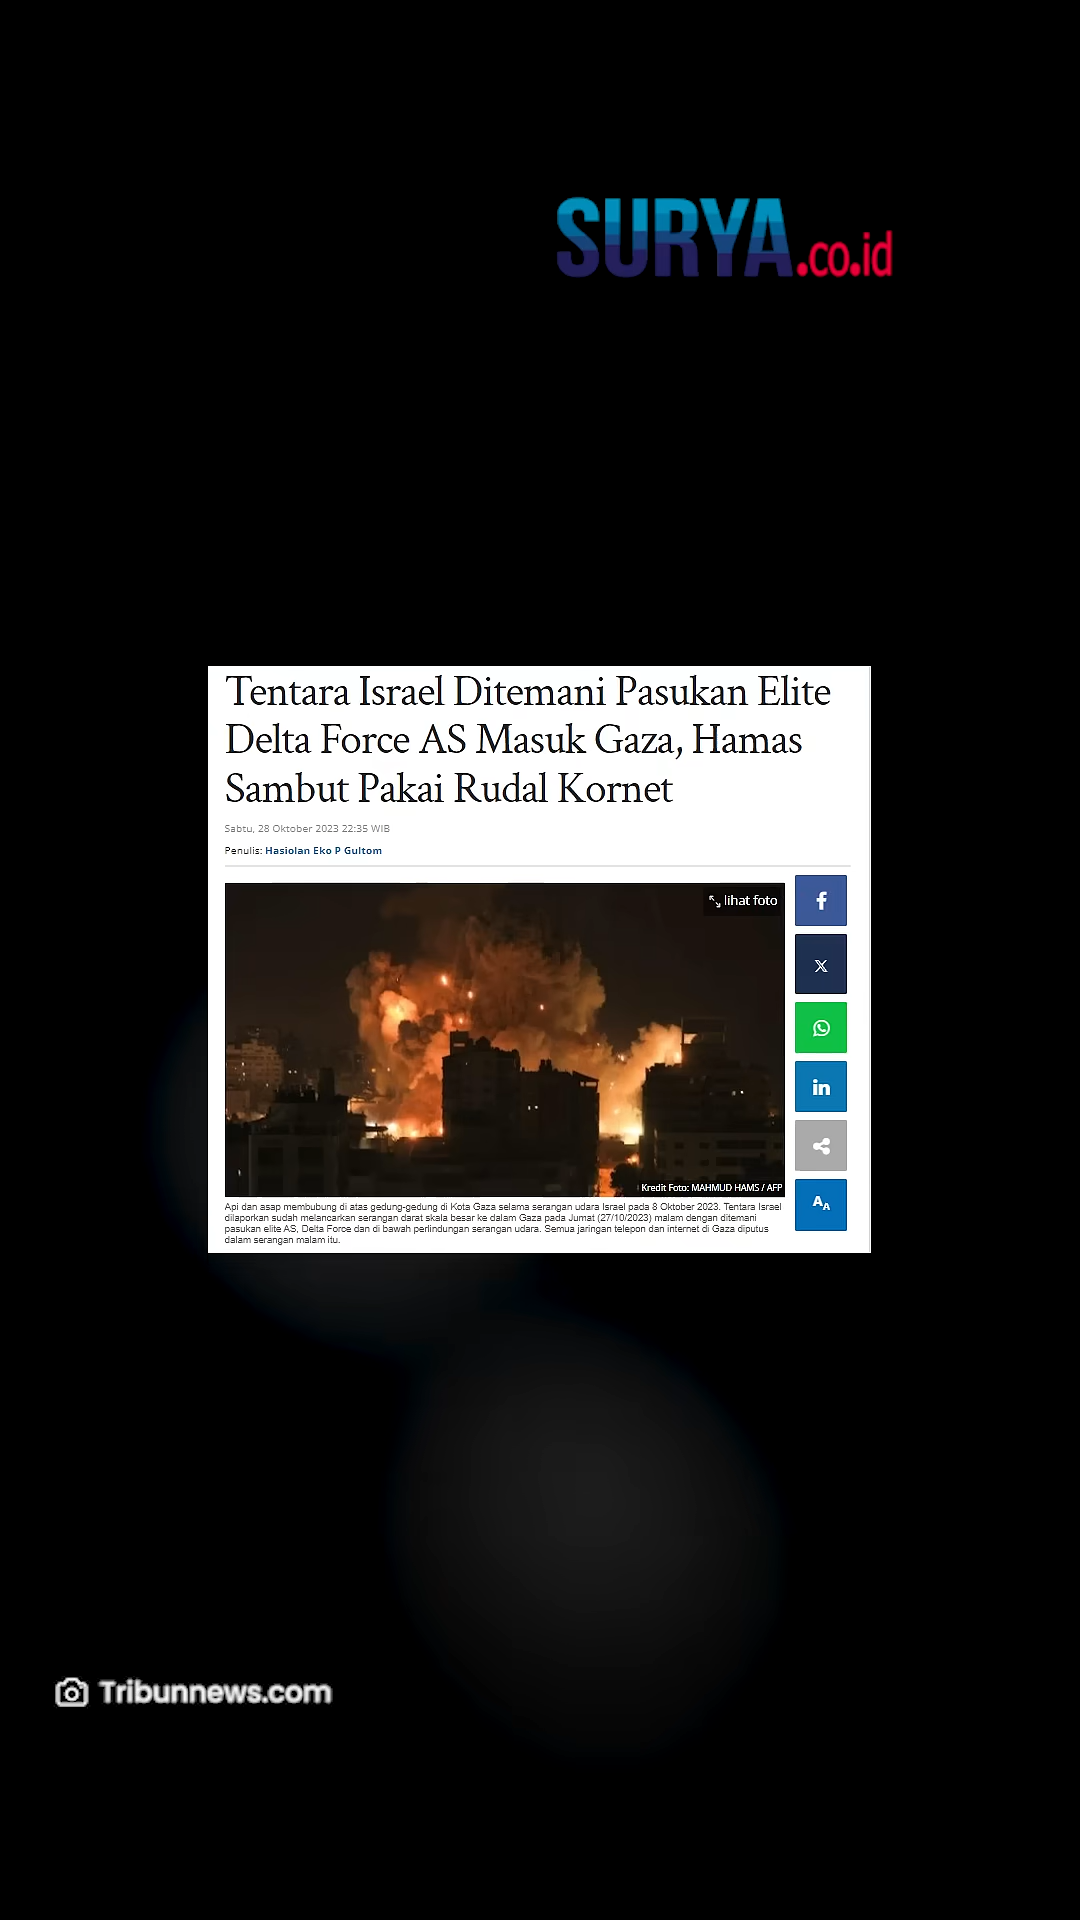 SURYA.co.id
Tentara Israel Ditemani Pasukan Elite
Delta Force AS Masuk Gaza, Hamas
Sambut Pakai Rudal Kornet
Sabtu, 28 Oktober 2023 22:35 WIB
Penulis: Hasiolan Eko P Gultom
lihat foto
Kredit Foto: MAHMUD HAMS / AFP
Api dan asap membubung di atas gedung-gedung di Kota Gaza selama serangan udara Israel pada 8 Oktober 2023. Tentara Israel
dilaporkan sudah melancarkan serangan darat skala besar ke dalam Gaza pada Jumat (27/10/2023) malam dengan ditemani
pasukan elite AS, Delta Force dan di bawah perlindungan serangan udara. Semua jaringan telepon dan internet di Gaza diputus
dalam serangan malam itu.
f
X
in
AA
Tribunnews.com